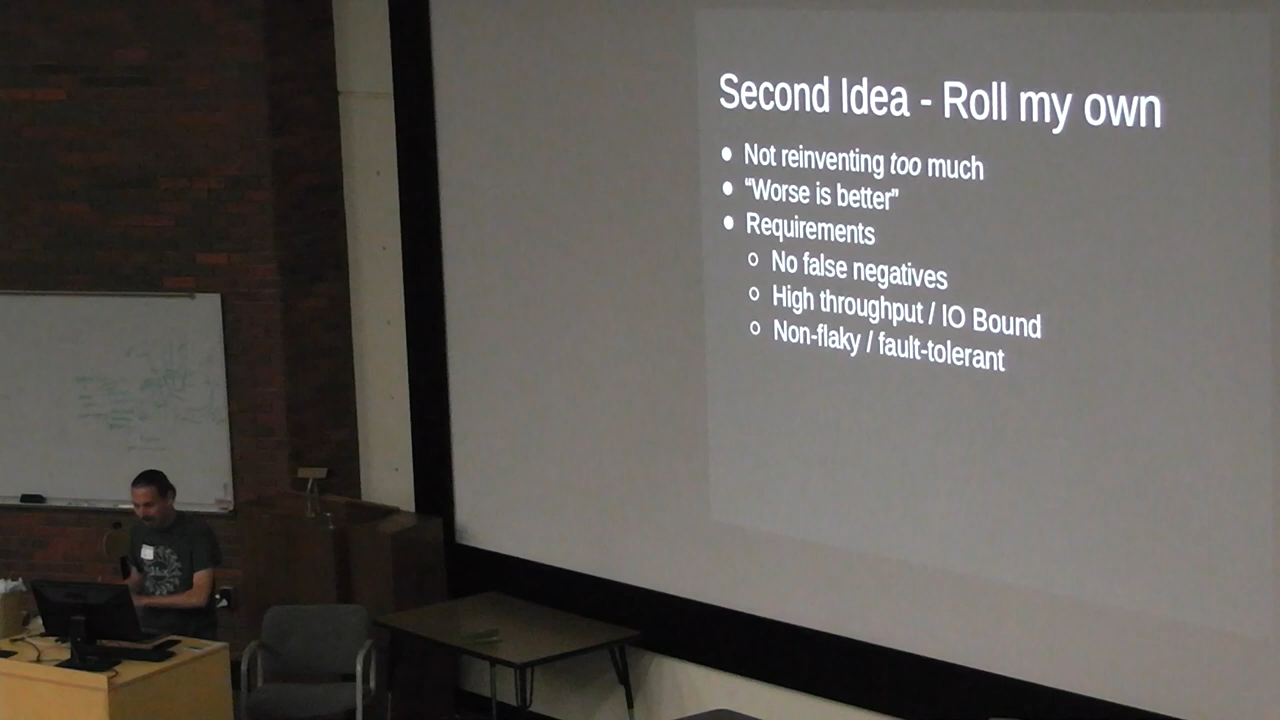 Second Idea - Roll my own
● Not reinventing too much
● “Worse is better”
● Requirements
○ No false negatives
○ High throughput / IO Bound
○ Non-flaky / fault-tolerant